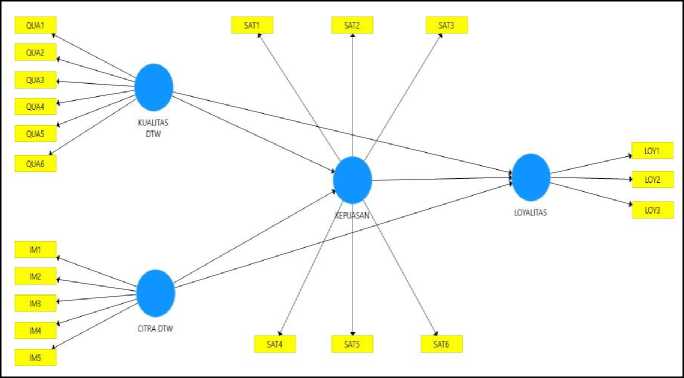 QUA1
QUA2
QUA3
QUA4
QUA5
QUA6
KUALITAS
DTW
SAT1
SAT2
SAT3
KEPUASAN
LOYALITAS
LOY1
LOY2
LOY3
IM1
IM2
IM3
IM4
IM5
CITRA DTW
SAT4
SAT5
SAT6